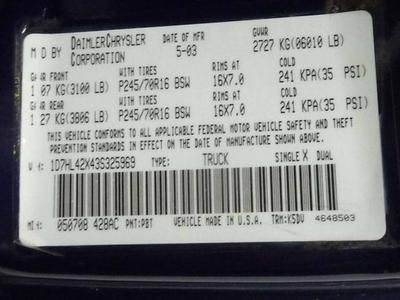 M D BY DAIMLERCHRYSLER CORPORATION DATE OF MFR 5-03 GVWR 2727 KG(06010 LB)
FRONT WITH TIRES RIMS AT COLD
07 KG(3100 LB) P245/70R16 BSW 16X7.0 241 KPA(35 PSI)
REAR WITH TIRES RIMS AT COLD
27 KG(3806 LB) P245/70R16 BSW 16X7.0 241 KPA(35 PSI)
THIS VEHICLE CONFORMS TO ALL APPLICABLE FEDERAL MOTOR VEHICLE SAFETY AND THEFT
PREVENTION STANDARDS IN EFFECT ON THE DATE OF MANUFACTURE SHOWN ABOVE.
1D7HL42X43S325969 TYPE: TRUCK SINGLE X DUAL
050708 428AC PNT:PBT VEHICLE MADE IN U.S.A. TRM:K5DV 4648503